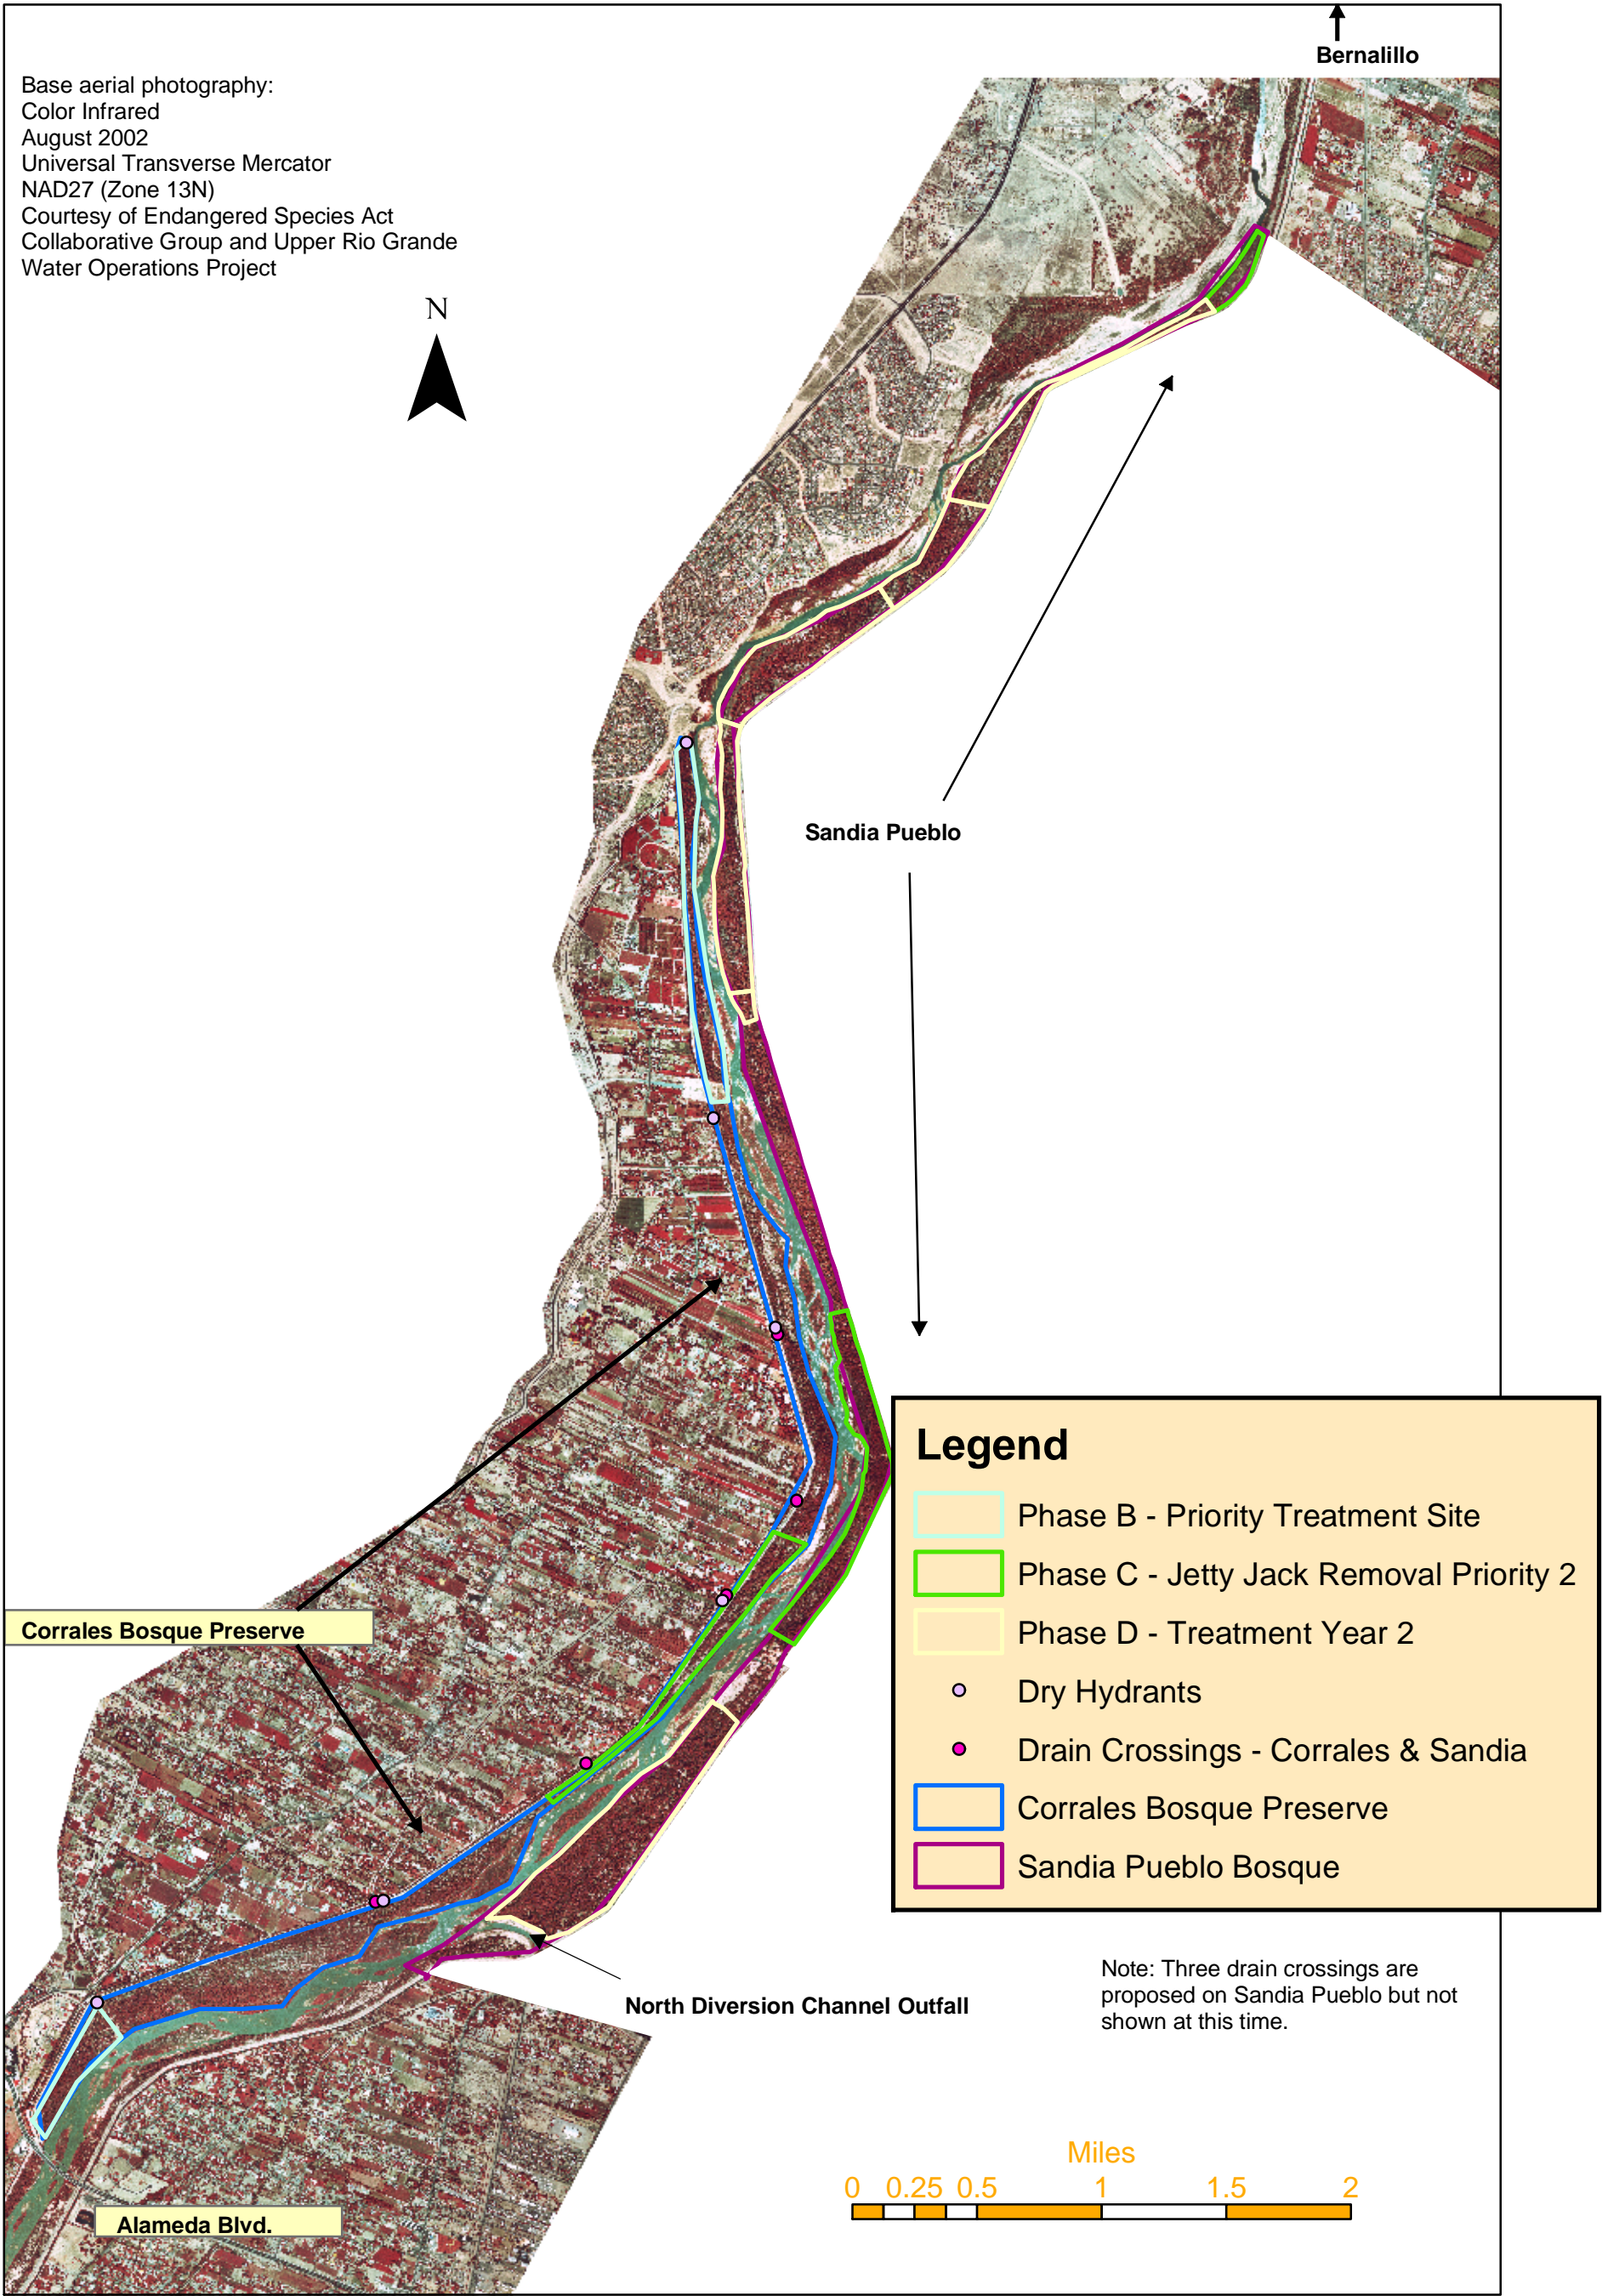 Bernalillo
Base aerial photography:
Color Infrared
August 2002
Universal Transverse Mercator
NAD27 (Zone 13N)
Courtesy of Endangered Species Act
Collaborative Group and Upper Rio Grande
Water Operations Project
N
Sandia Pueblo
Legend
Phase B - Priority Treatment Site
Phase C - Jetty Jack Removal Priority 2
Phase D - Treatment Year 2
Dry Hydrants
Drain Crossings - Corrales & Sandia
Corrales Bosque Preserve
Sandia Pueblo Bosque
Corrales Bosque Preserve
North Diversion Channel Outfall
Note: Three drain crossings are
proposed on Sandia Pueblo but not
shown at this time.
Miles
0 0.25 0.5 1 1.5 2
Alameda Blvd.